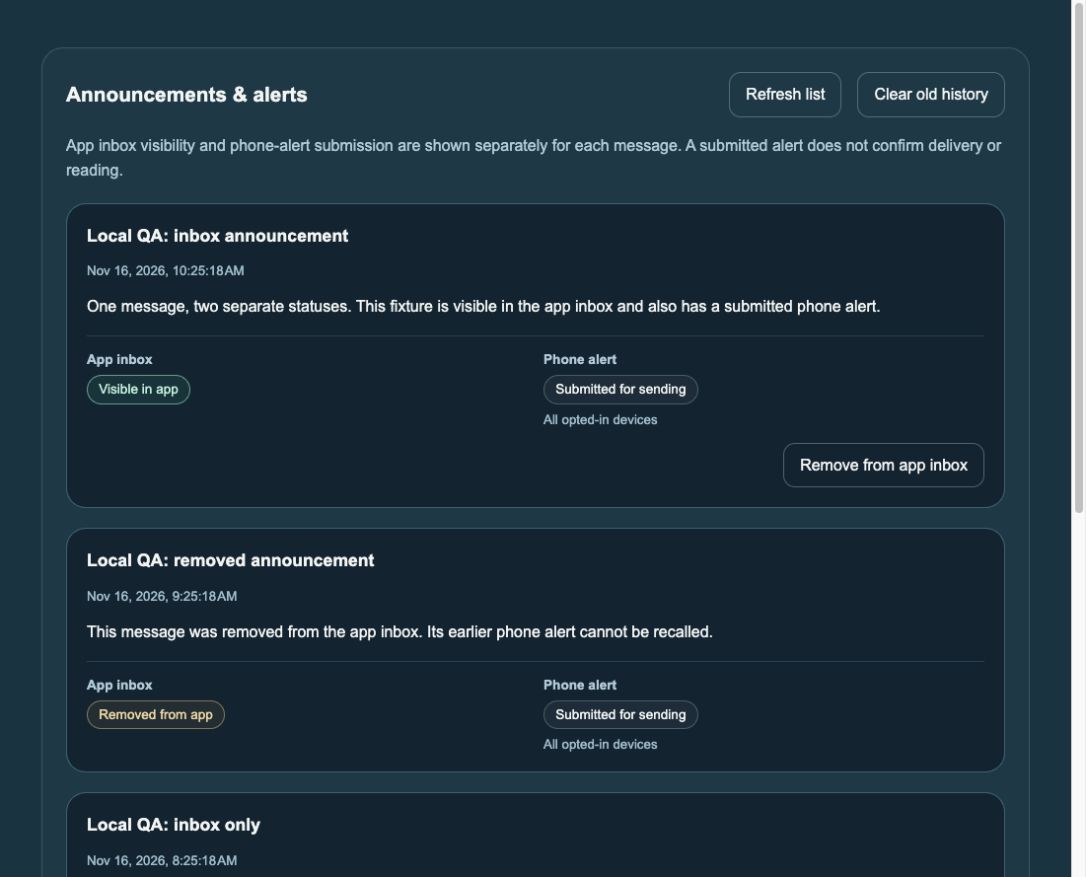 Announcements & alerts
Refresh list
Clear old history
App inbox visibility and phone-alert submission are shown separately for each message. A submitted alert does not confirm delivery or
reading.
Local QA: inbox announcement
Nov 16, 2026, 10:25:18 AM
One message, two separate statuses. This fixture is visible in the app inbox and also has a submitted phone alert.
App inbox
Phone alert
Visible in app
Submitted for sending
All opted-in devices
Remove from app inbox
Local QA: removed announcement
Nov 16, 2026, 9:25:18 AM
This message was removed from the app inbox. Its earlier phone alert cannot be recalled.
App inbox
Phone alert
Removed from app
Submitted for sending
All opted-in devices
Local QA: inbox only
Nov 16, 2026, 8:25:18 AM